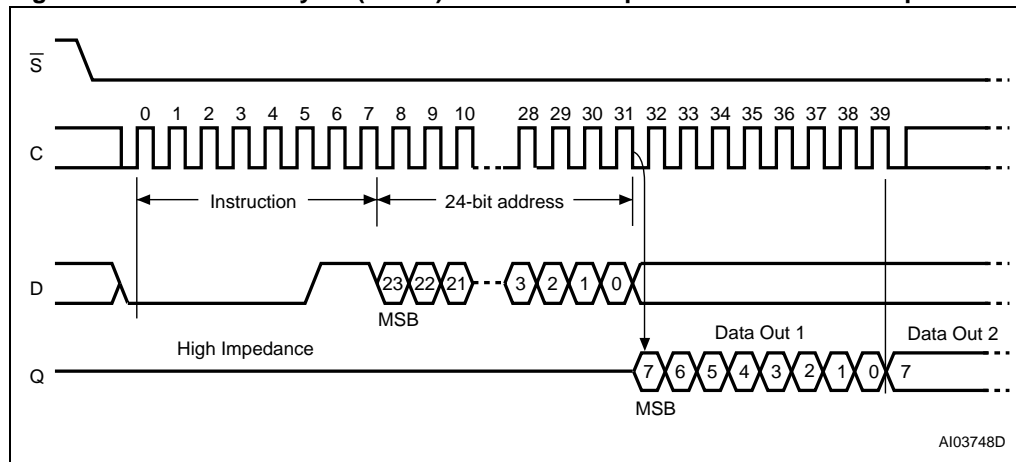 S
0 1 2 3 4 5 6 7 8 9 10 28 29 30 31 32 33 34 35 36 37 38 39
C
Instruction 24-bit address
D
23 22 21 3 2 1 0
MSB
High Impedance Data Out 1 Data Out 2
Q
7 6 5 4 3 2 1 0 7
MSB
AI03748D